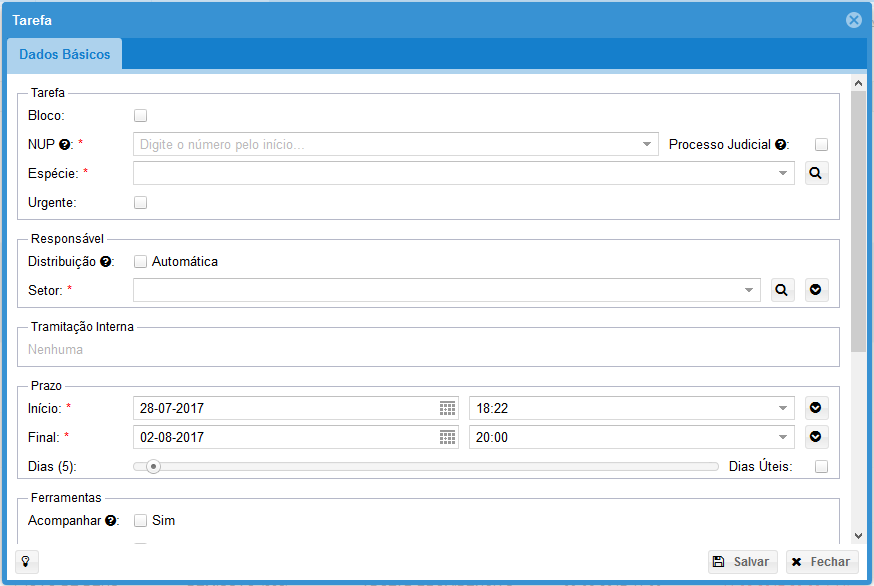 Tarefa
Dados Básicos
Tarefa
Bloco:
NUP ?: * Digite o número pelo início... Processo Judicial ?:
Espécie: *
Urgente:
Responsável
Distribuição ?: Automática
Setor: *
Tramitação Interna
Nenhuma
Prazo
Início: * 28-07-2017 18:22
Final: * 02-08-2017 20:00
Dias (5): Dias Úteis:
Ferramentas
Acompanhar ?: Sim
Salvar Fechar